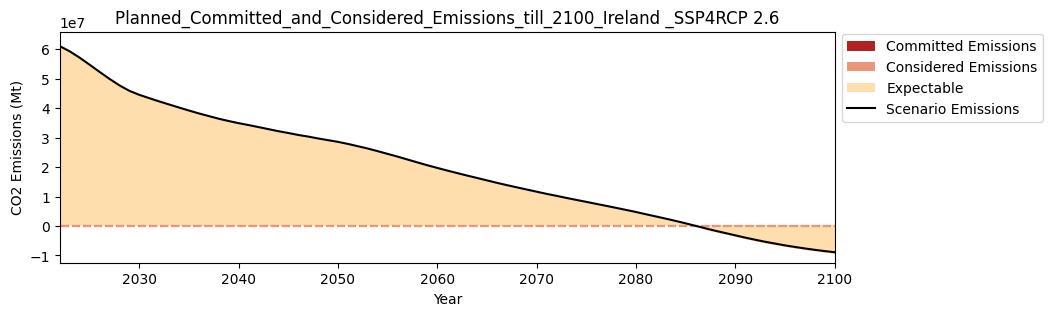 Planned_Committed_and_Considered_Emissions_till_2100_Ireland _SSP4RCP 2.6
1e7
6
5
4
3
2
1
0
−1
CO2 Emissions (Mt)
2030 2040 2050 2060 2070 2080 2090 2100
Year
Committed Emissions
Considered Emissions
Expectable
Scenario Emissions